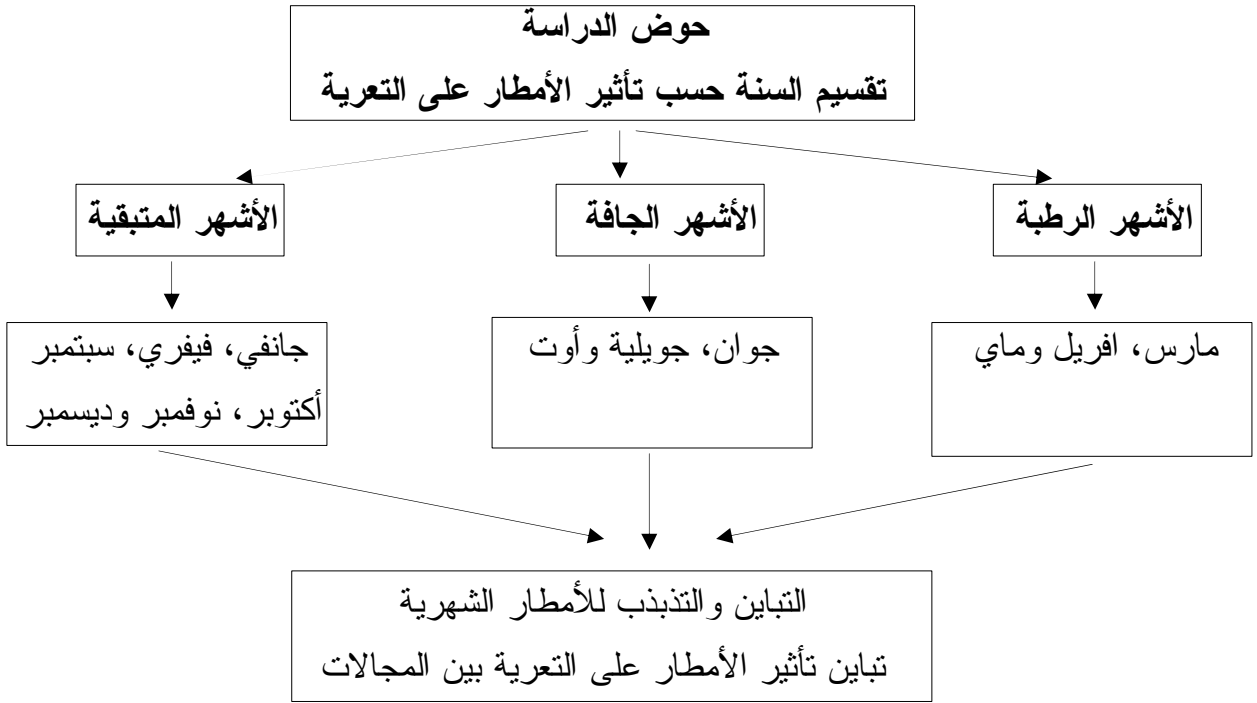 حوض الدراسة
تقسيم السنة حسب تأثير الأمطار على التعرية
الأشهر الرطبة
الأشهر الجافة
الأشهر المتبقية
مارس، افريل وماي
جوان، جويلية وأوت
جانفي، فيفري، سبتمبر
أكتوبر، نوفمبر وديسمبر
التباين والتذبذب للأمطار الشهرية
تباين تأثير الأمطار على التعرية بين المجالات